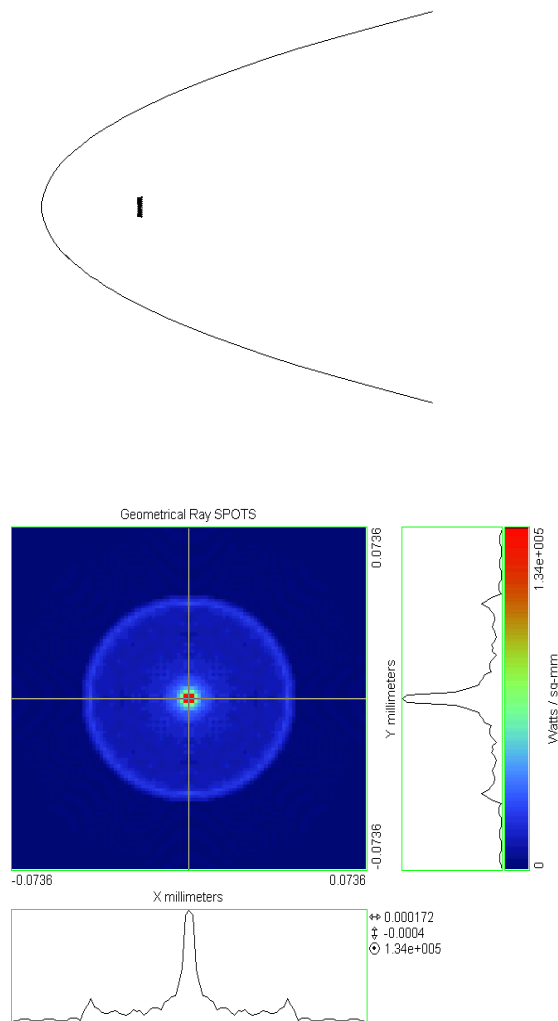 Geometrical Ray SPOTS
0.0736
Y millimeters
-0.0736
1.34e+005
Watts / sq-mm
0
-0.0736
0.0736
X millimeters
0.000172
-0.0004
1.34e+005